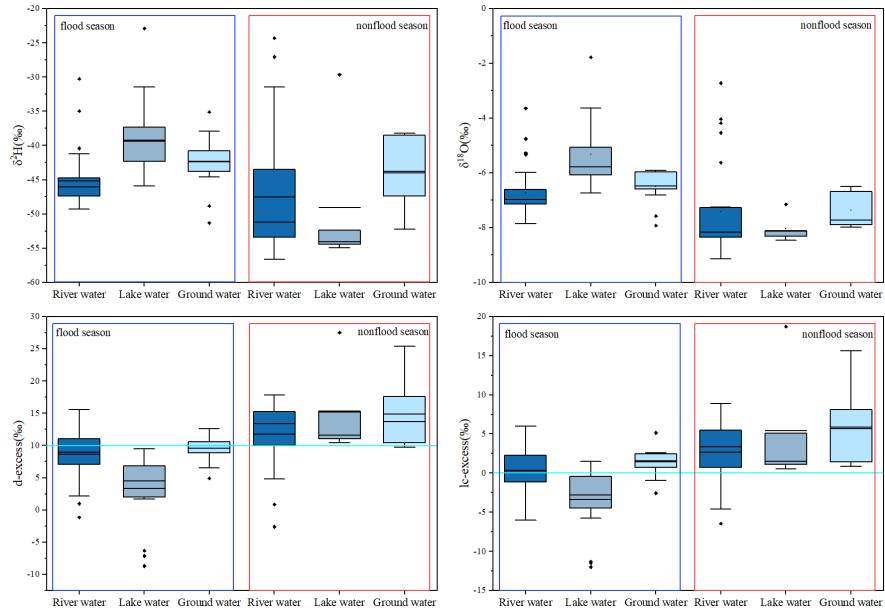 -20
-25
-30
-35
-40
-45
-50
-55
-60
δ²H(‰)
flood season
nonflood season
River water
Lake water
Ground water
River water
Lake water
Ground water
0
-2
-4
-6
-8
-10
δ¹⁸O(‰)
flood season
nonflood season
River water
Lake water
Ground water
River water
Lake water
Ground water
30
25
20
15
10
5
0
-5
-10
d-excess(‰)
flood season
nonflood season
River water
Lake water
Ground water
River water
Lake water
Ground water
20
15
10
5
0
-5
-10
-15
lc-excess(‰)
flood season
nonflood season
River water
Lake water
Ground water
River water
Lake water
Ground water